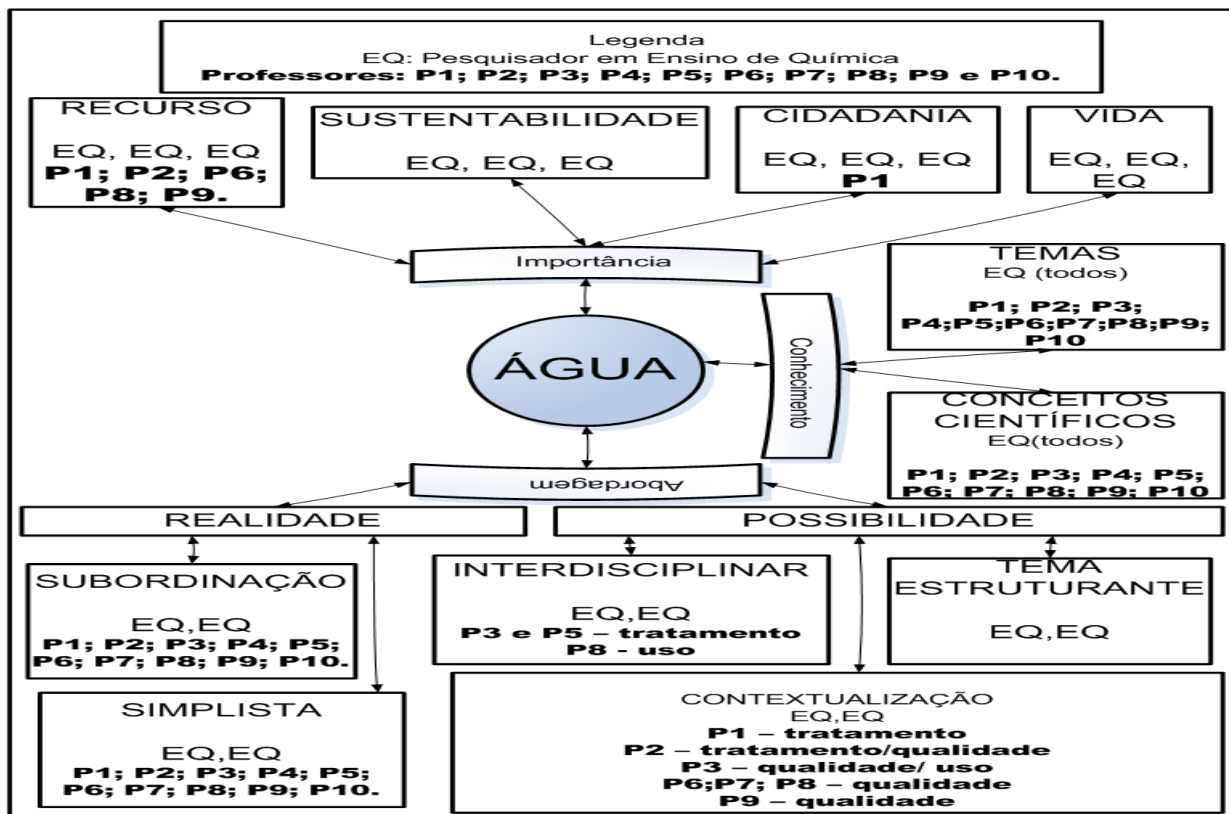 Legenda
EQ: Pesquisador em Ensino de Química
Professores: P1; P2; P3; P4; P5; P6; P7; P8; P9 e P10.
RECURSO
EQ, EQ, EQ
P1; P2; P6;
P8; P9.
SUSTENTABILIDADE
EQ, EQ, EQ
CIDADANIA
EQ, EQ, EQ
P1
VIDA
EQ, EQ,
EQ
Importância
TEMAS
EQ (todos)
P1; P2; P3;
P4;P5;P6;P7;P8;P9;
P10
ÁGUA
Conhecimento
CONCEITOS
CIENTÍFICOS
EQ(todos)
P1; P2; P3; P4; P5;
P6; P7; P8; P9; P10
Abordagem
REALIDADE
POSSIBILIDADE
SUBORDINAÇÃO
EQ,EQ
P1; P2; P3; P4; P5;
P6; P7; P8; P9; P10.
INTERDISCIPLINAR
EQ,EQ
P3 e P5 – tratamento
P8 - uso
TEMA
ESTRUTURANTE
EQ,EQ
SIMPLISTA
EQ,EQ
P1; P2; P3; P4; P5;
P6; P7; P8; P9; P10.
CONTEXTUALIZAÇÃO
EQ,EQ
P1 – tratamento
P2 – tratamento/qualidade
P3 – qualidade/ uso
P6;P7; P8 – qualidade
P9 – qualidade